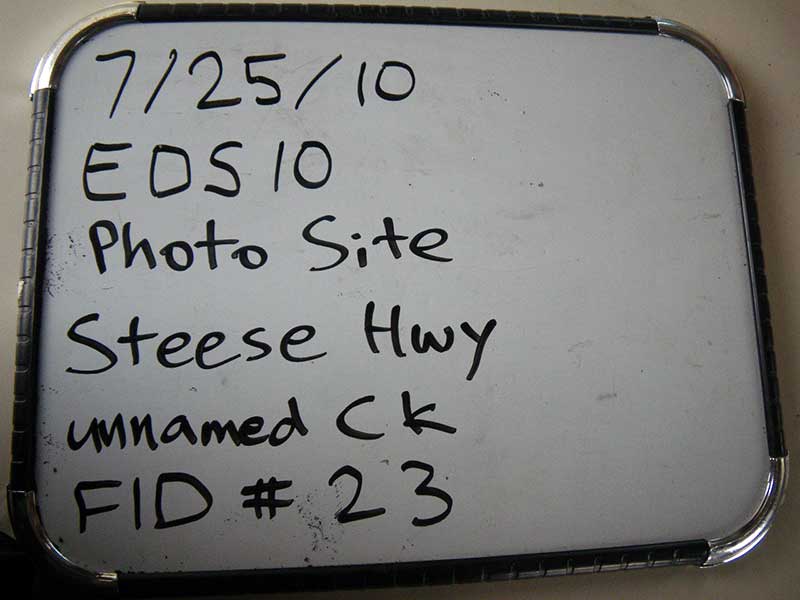 7/25/10
EDS10
Photo Site
Steese Hwy
unnamed Ck
FID # 23